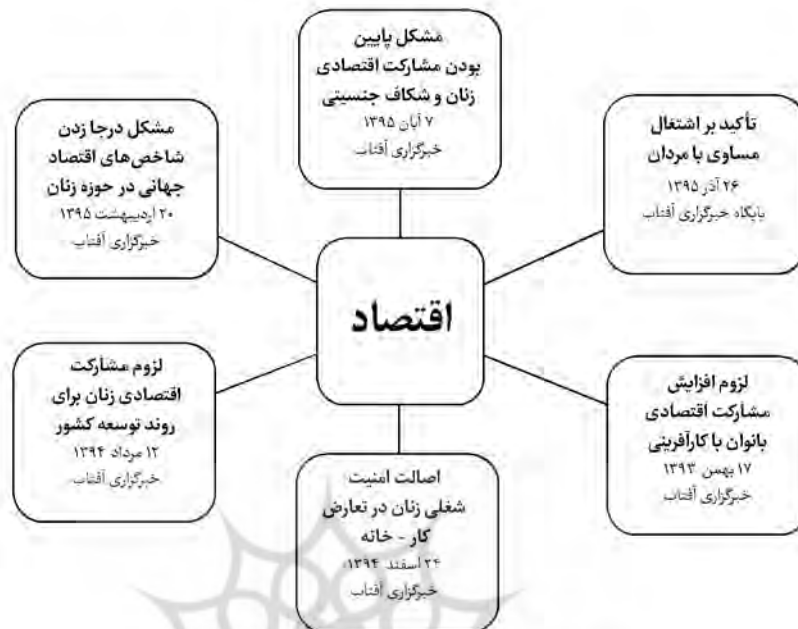 مشکل پایین
بودن مشارکت اقتصادی
زنان و شکاف جنسیتی
۷ آبان ۱۳۹۵
خبرگزاری آفتاب
تأکید بر اشتغال
مساوی با مردان
۲۶ آذر ۱۳۹۵
پایگاه خبرگزاری آفتاب
مشکل درجا زدن
شاخص‌های اقتصاد
جهانی در حوزه زنان
۲۰ اردیبهشت ۱۳۹۵
خبرگزاری آفتاب
اقتصاد
لزوم افزایش
مشارکت اقتصادی
بانوان با کارآفرینی
۱۷ بهمن ۱۳۹۳
خبرگزاری آفتاب
لزوم مشارکت
اقتصادی زنان برای
روند توسعه کشور
۱۲ مرداد ۱۳۹۴
خبرگزاری آفتاب
اصالت امنیت
شغلی زنان در تعارض
کار - خانه
۲۴ اسفند ۱۳۹۴
خبرگزاری آفتاب